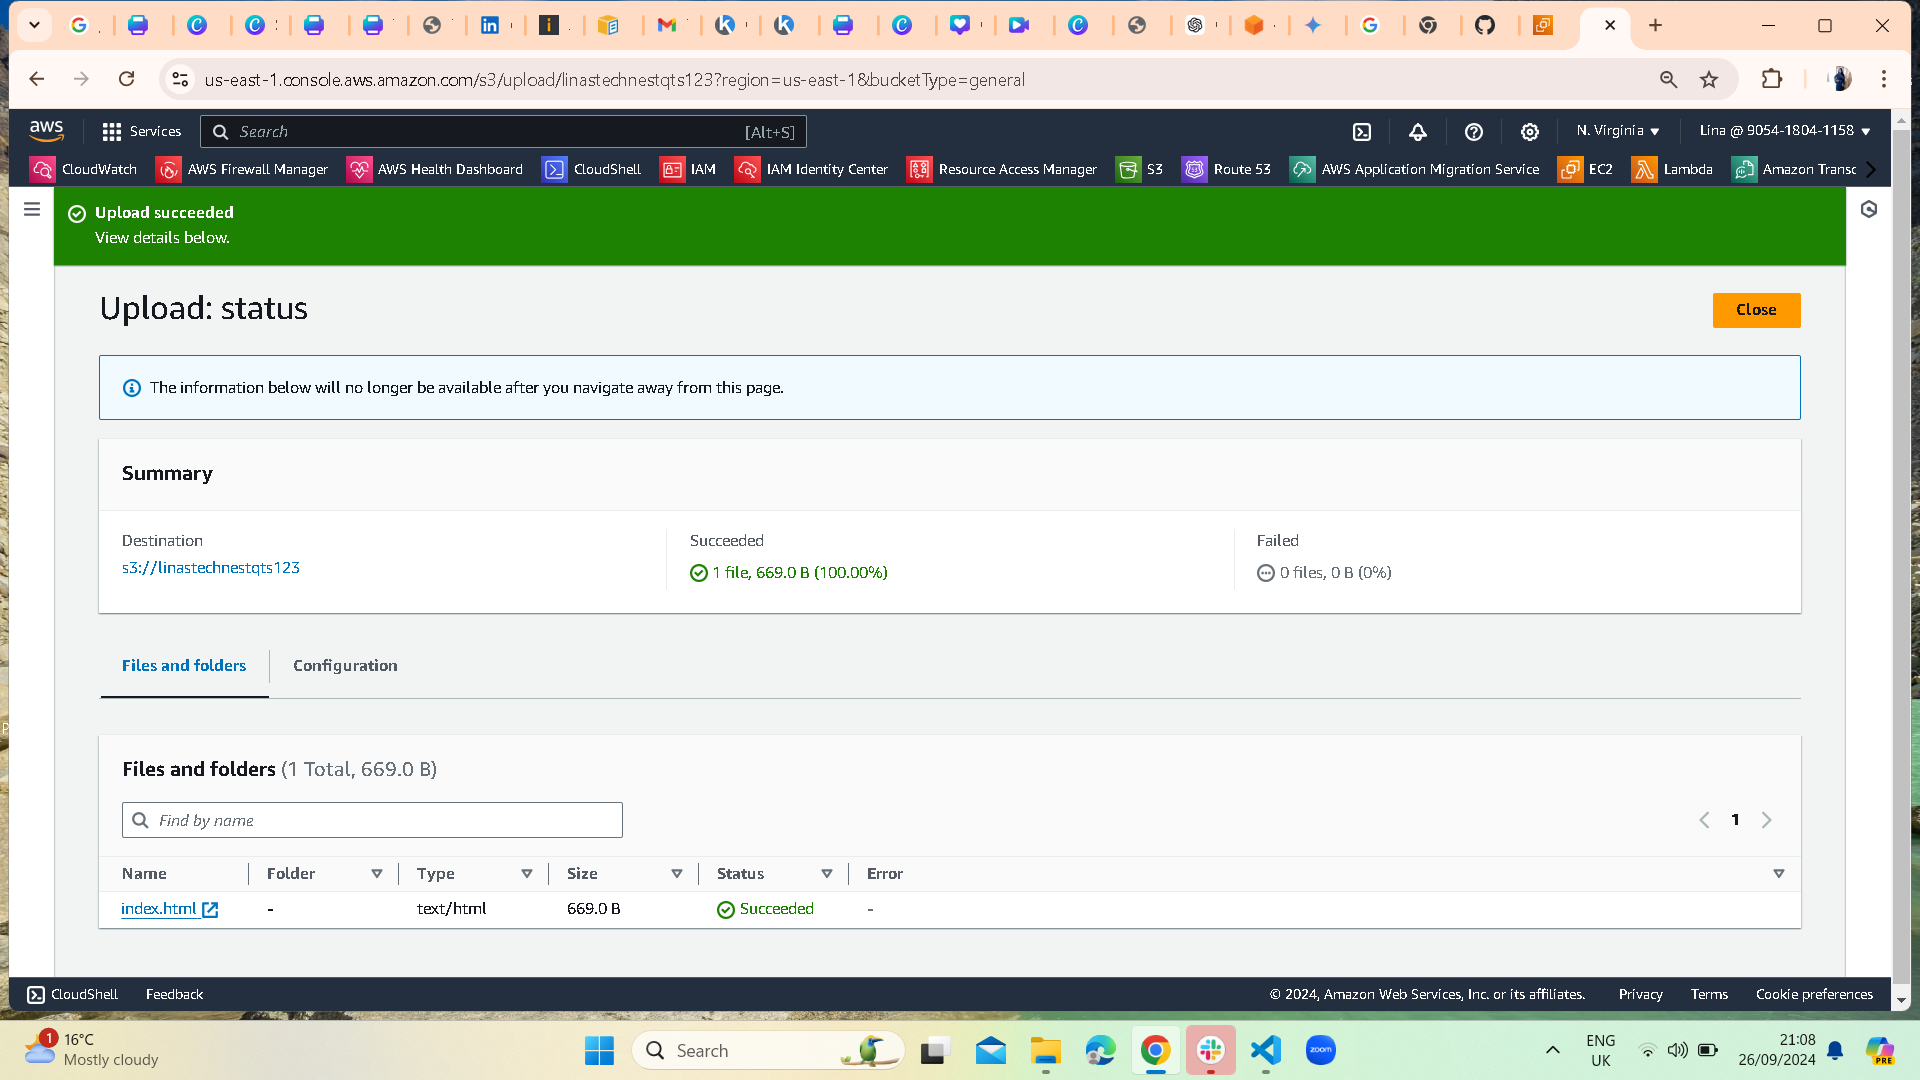 us-east-1.console.aws.amazon.com/s3/upload/linastechnestqts123?region=us-east-1&bucketType=general
aws
Services
Search
[Alt+S]
N. Virginia
Lina @ 9054-1804-1158
CloudWatch
AWS Firewall Manager
AWS Health Dashboard
CloudShell
IAM
IAM Identity Center
Resource Access Manager
S3
Route 53
AWS Application Migration Service
EC2
Lambda
Amazon Transc
Upload succeeded
View details below.
Upload: status
Close
The information below will no longer be available after you navigate away from this page.
Summary
Destination
s3://linastechnestqts123
Succeeded
1 file, 669.0 B (100.00%)
Failed
0 files, 0 B (0%)
Files and folders
Configuration
Files and folders (1 Total, 669.0 B)
Find by name
1
Name
Folder
Type
Size
Status
Error
index.html
-
text/html
669.0 B
Succeeded
-
CloudShell
Feedback
© 2024, Amazon Web Services, Inc. or its affiliates.
Privacy
Terms
Cookie preferences
1
16°C
Mostly cloudy
Search
zoom
ENG
UK
21:08
26/09/2024
PRE